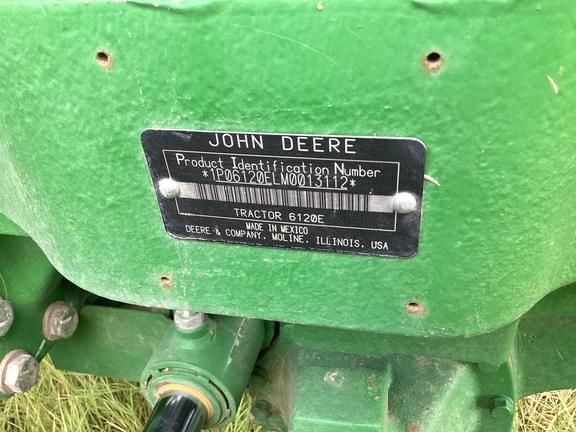 JOHN DEERE
Product Identification Number
*1P06120ELM0013112*
TRACTOR 6120E
MADE IN MEXICO
DEERE & COMPANY, MOLINE, ILLINOIS, USA